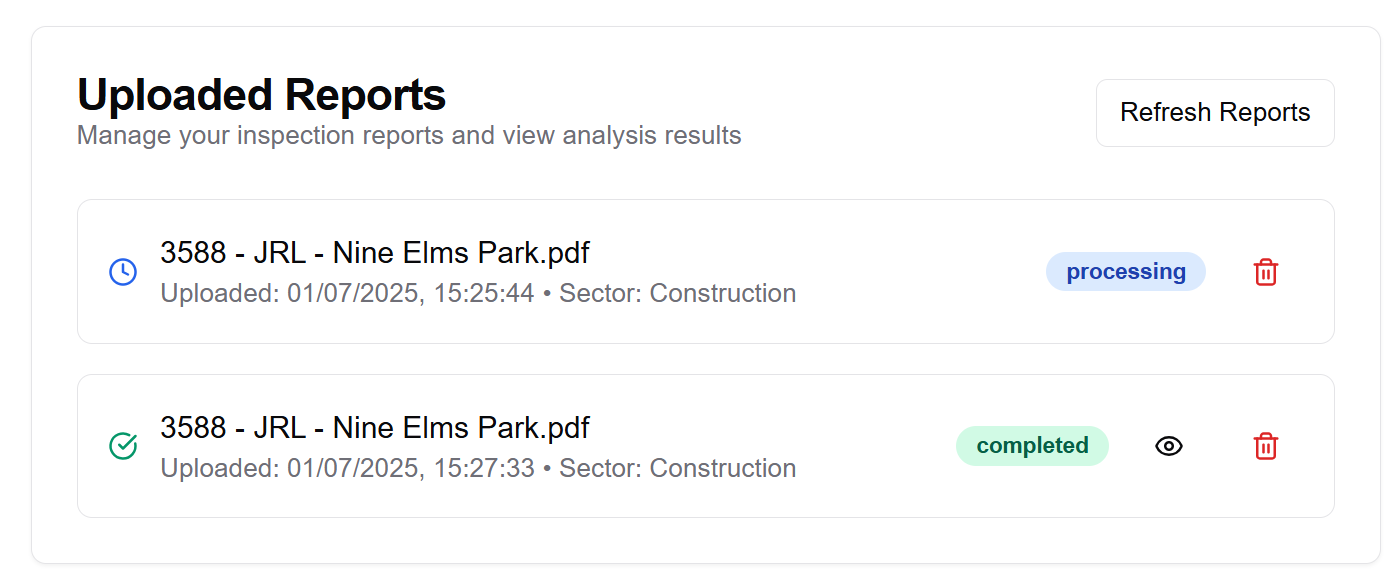 Uploaded Reports
Manage your inspection reports and view analysis results
Refresh Reports
3588 - JRL - Nine Elms Park.pdf
Uploaded: 01/07/2025, 15:25:44 • Sector: Construction
processing
3588 - JRL - Nine Elms Park.pdf
Uploaded: 01/07/2025, 15:27:33 • Sector: Construction
completed